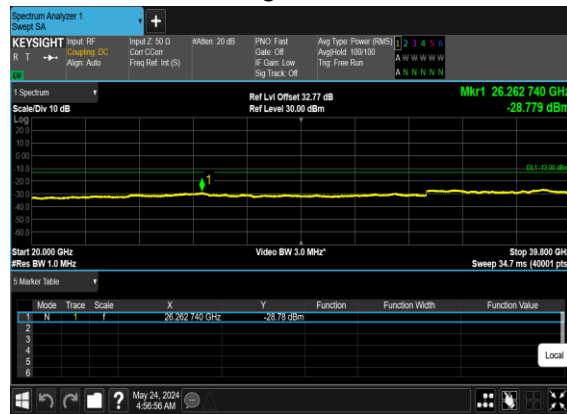 Spectrum Analyzer 1
Swept SA
KEYSIGHT Input: RF Input Z: 50 Ω #Atten: 20 dB PNO: Fast Avg Type: Power (RMS) 1 2 3 4 5 6
R T Coupling: DC Corr CCorr Gate: Off Avg|Hold: 100/100 A W W W W W
Align: Auto Freq Ref: Int (S) IF Gain: Low Trig: Free Run
Sig Track: Off A N N N N N
LXI
1 Spectrum Ref Lvl Offset 32.77 dB Mkr1 26.262 740 GHz
Scale/Div 10 dB Ref Level 30.00 dBm -28.779 dBm
Log
20.0
10.0
0.00
-10.0 DL1 -13.00 dBm
-20.0 1
-30.0
-40.0
-50.0
-60.0
Start 20.000 GHz Video BW 3.0 MHz* Stop 39.800 GHz
#Res BW 1.0 MHz Sweep 34.7 ms (40001 pts)
5 Marker Table
Mode Trace Scale X Y Function Function Width Function Value
1 N 1 f 26.262 740 GHz -28.78 dBm
2
3
4
5
6
Local
? May 24, 2024
4:56:56 AM